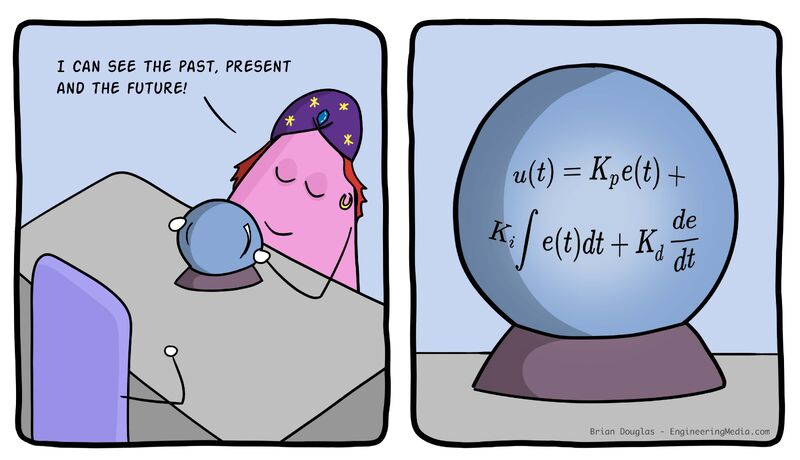 I CAN SEE THE PAST, PRESENT
AND THE FUTURE!
u(t) = K_p e(t) +
K_i ∫ e(t)dt + K_d de/dt
Brian Douglas - EngineeringMedia.com